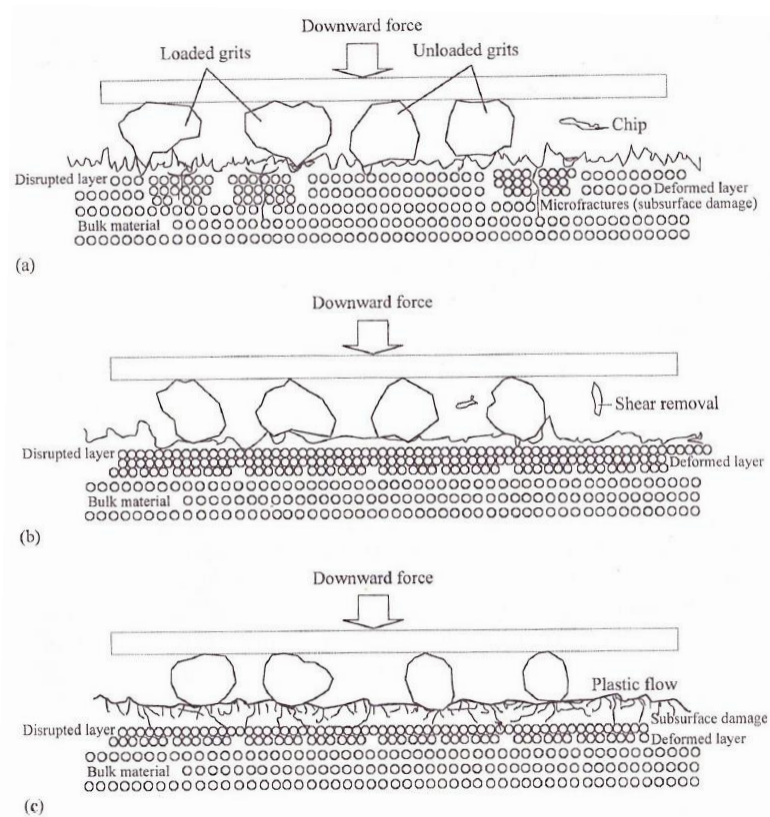 Downward force
Loaded grits
Unloaded grits
Chip
Disrupted layer
Deformed layer
Microfractures (subsurface damage)
Bulk material
(a)
Downward force
Shear removal
Disrupted layer
Deformed layer
Bulk material
(b)
Downward force
Plastic flow
Disrupted layer
Subsurface damage
Deformed layer
Bulk material
(c)